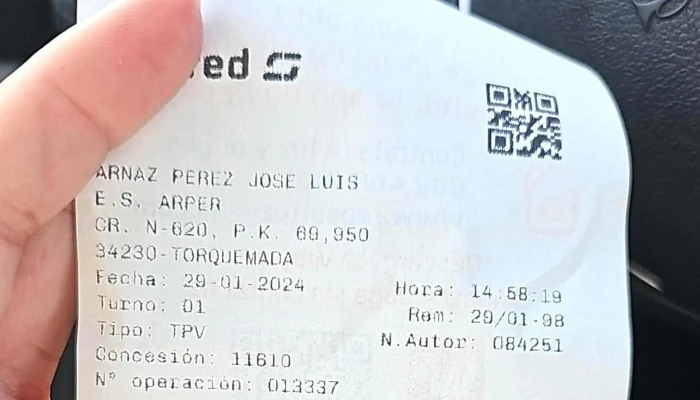 red
ARNAZ PEREZ JOSE LUIS
E.S. ARPER
CR. N-620, P.K. 69,950
34230-TORQUEMADA
Fecha: 29-01-2024 Hora: 14:58:19
Turno: 01 Rem: 29/01-98
Tipo: TPV N.Autor: 084251
Concesión: 11610
Nº operación: 013337